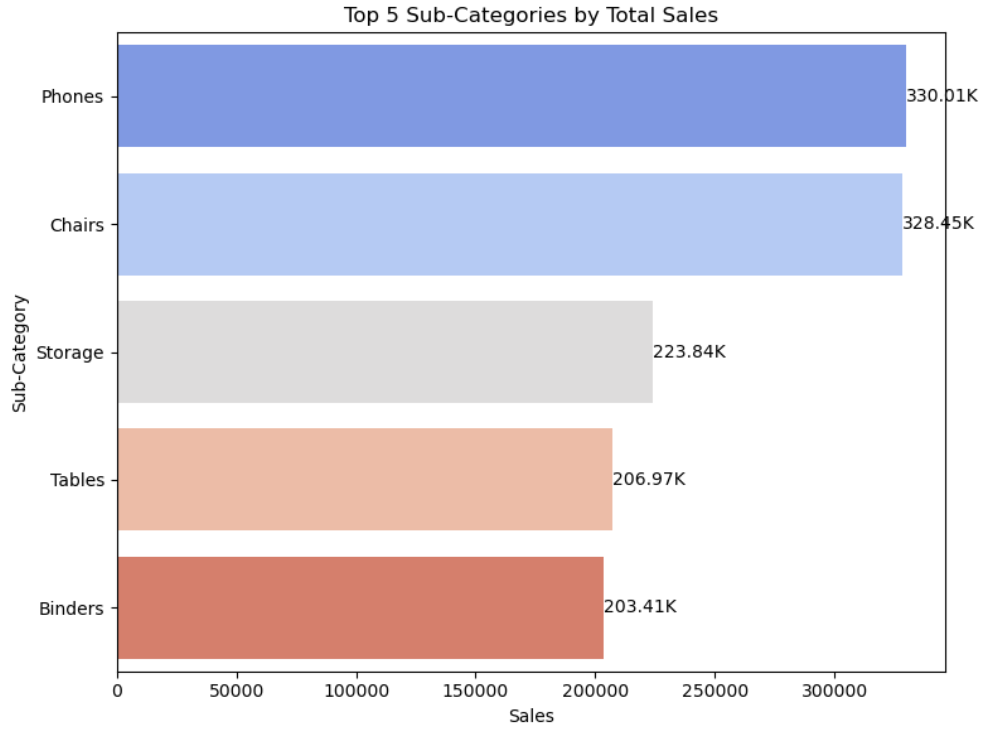 Top 5 Sub-Categories by Total Sales
Sub-Category
Phones 330.01K
Chairs 328.45K
Storage 223.84K
Tables 206.97K
Binders 203.41K
0 50000 100000 150000 200000 250000 300000
Sales